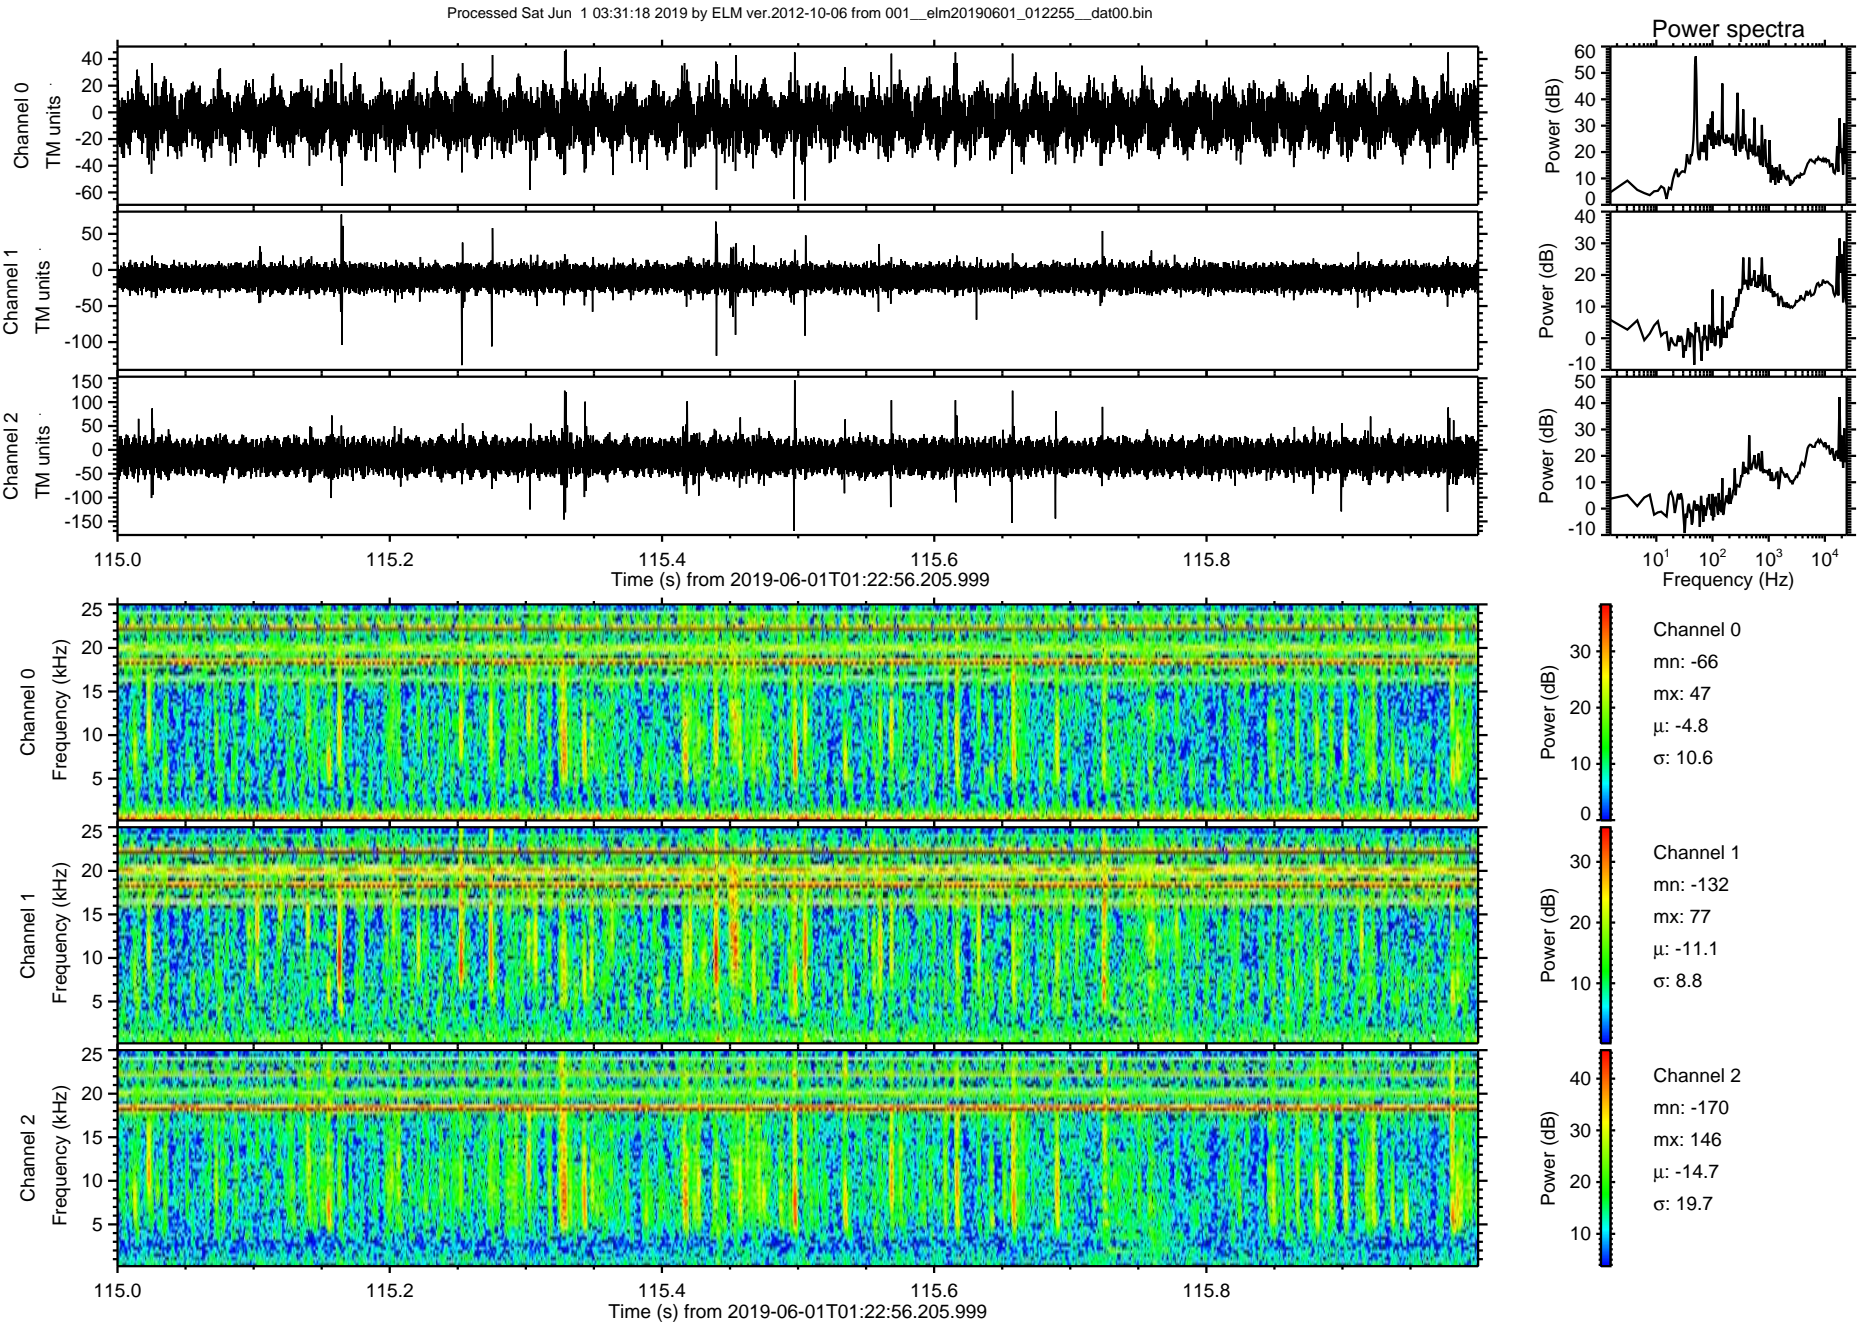 Processed Sat Jun  1 03:31:18 2019 by ELM ver.2012-10-06 from 001__elm20190601_012255__dat00.bin
Power spectra
Channel 0
TM units
40
20
0
-20
-40
-60
Power (dB)
60
50
40
30
20
10
0
Channel 1
TM units
50
0
-50
-100
Power (dB)
40
30
20
10
0
-10
Channel 2
TM units
150
100
50
0
-50
-100
-150
Power (dB)
50
40
30
20
10
0
-10
115.0 115.2 115.4 115.6 115.8
Time (s) from 2019-06-01T01:22:56.205.999
10¹ 10² 10³ 10⁴
Frequency (Hz)
Channel 0
Frequency (kHz)
25
20
15
10
5
Power (dB)
30
20
10
0
Channel 0
mn: -66
mx: 47
μ: -4.8
σ: 10.6
Channel 1
Frequency (kHz)
25
20
15
10
5
Power (dB)
30
20
10
Channel 1
mn: -132
mx: 77
μ: -11.1
σ: 8.8
Channel 2
Frequency (kHz)
25
20
15
10
5
Power (dB)
40
30
20
10
Channel 2
mn: -170
mx: 146
μ: -14.7
σ: 19.7
115.0 115.2 115.4 115.6 115.8
Time (s) from 2019-06-01T01:22:56.205.999